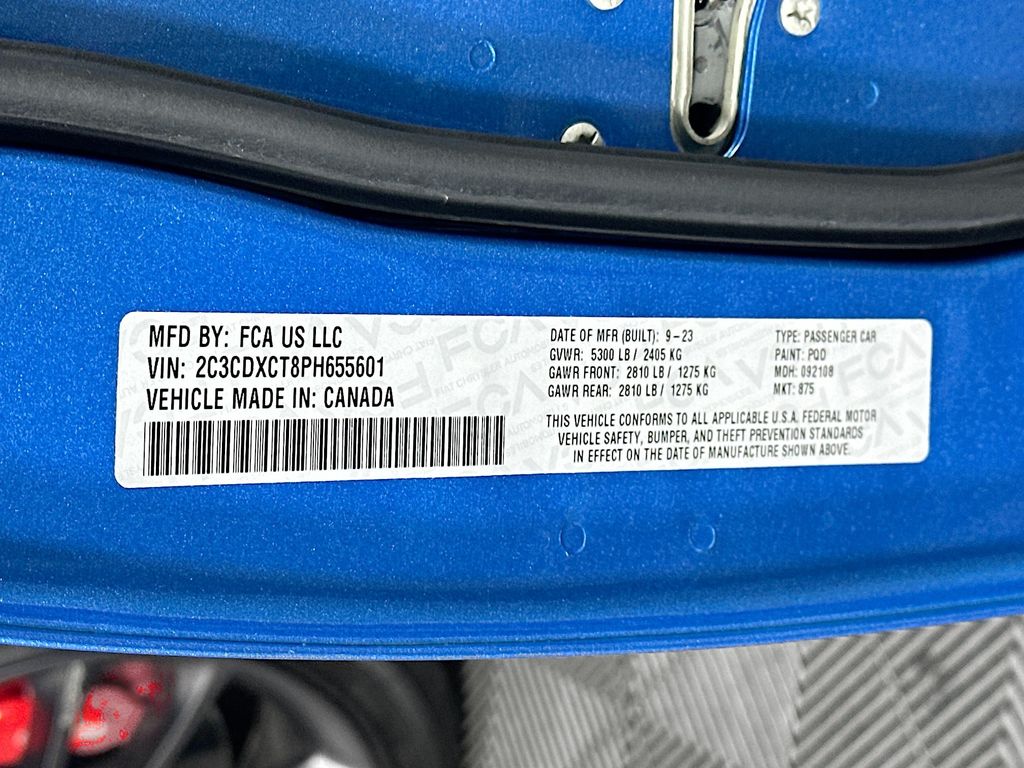 MFD BY: FCA US LLC
VIN: 2C3CDXCT8PH655601
VEHICLE MADE IN: CANADA
DATE OF MFR (BUILT): 9-23
GVWR: 5300 LB / 2405 KG
GAWR FRONT: 2810 LB / 1275 KG
GAWR REAR: 2810 LB / 1275 KG
TYPE: PASSENGER CAR
PAINT: PQD
MDH: 092108
MKT: 875
THIS VEHICLE CONFORMS TO ALL APPLICABLE U.S.A. FEDERAL MOTOR
VEHICLE SAFETY, BUMPER, AND THEFT PREVENTION STANDARDS
IN EFFECT ON THE DATE OF MANUFACTURE SHOWN ABOVE.